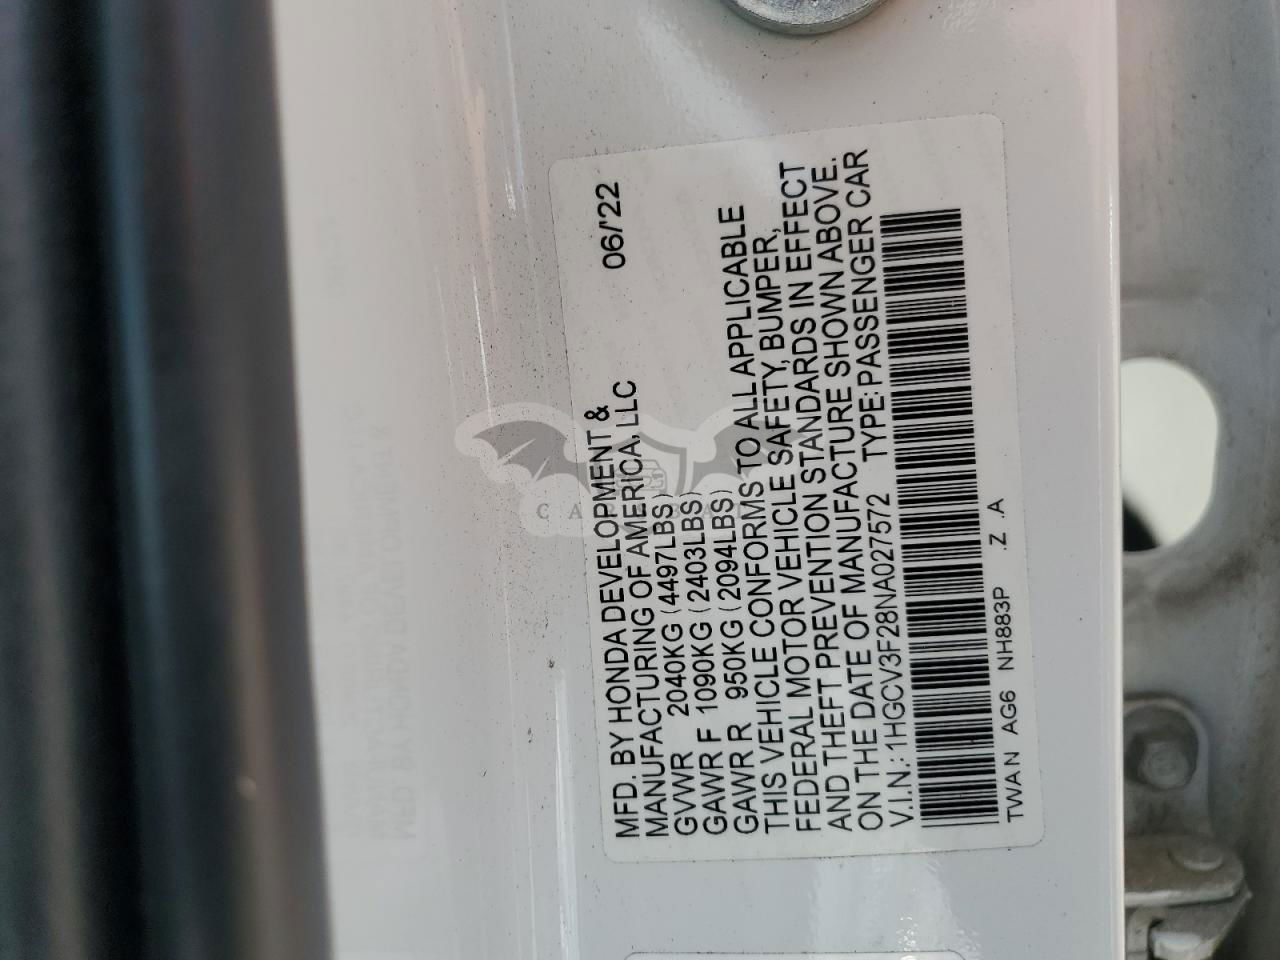 MFD. BY HONDA DEVELOPMENT &
MANUFACTURING OF AMERICA, LLC 06/'22
GVWR 2040KG (4497LBS)
GAWR F 1090KG (2403LBS)
GAWR R 950KG (2094LBS)
THIS VEHICLE CONFORMS TO ALL APPLICABLE
FEDERAL MOTOR VEHICLE SAFETY, BUMPER,
AND THEFT PREVENTION STANDARDS IN EFFECT
ON THE DATE OF MANUFACTURE SHOWN ABOVE.
V.I.N.: 1HGCV3F28NA027572 TYPE: PASSENGER CAR
TWAN AG6 NH883P .Z .A